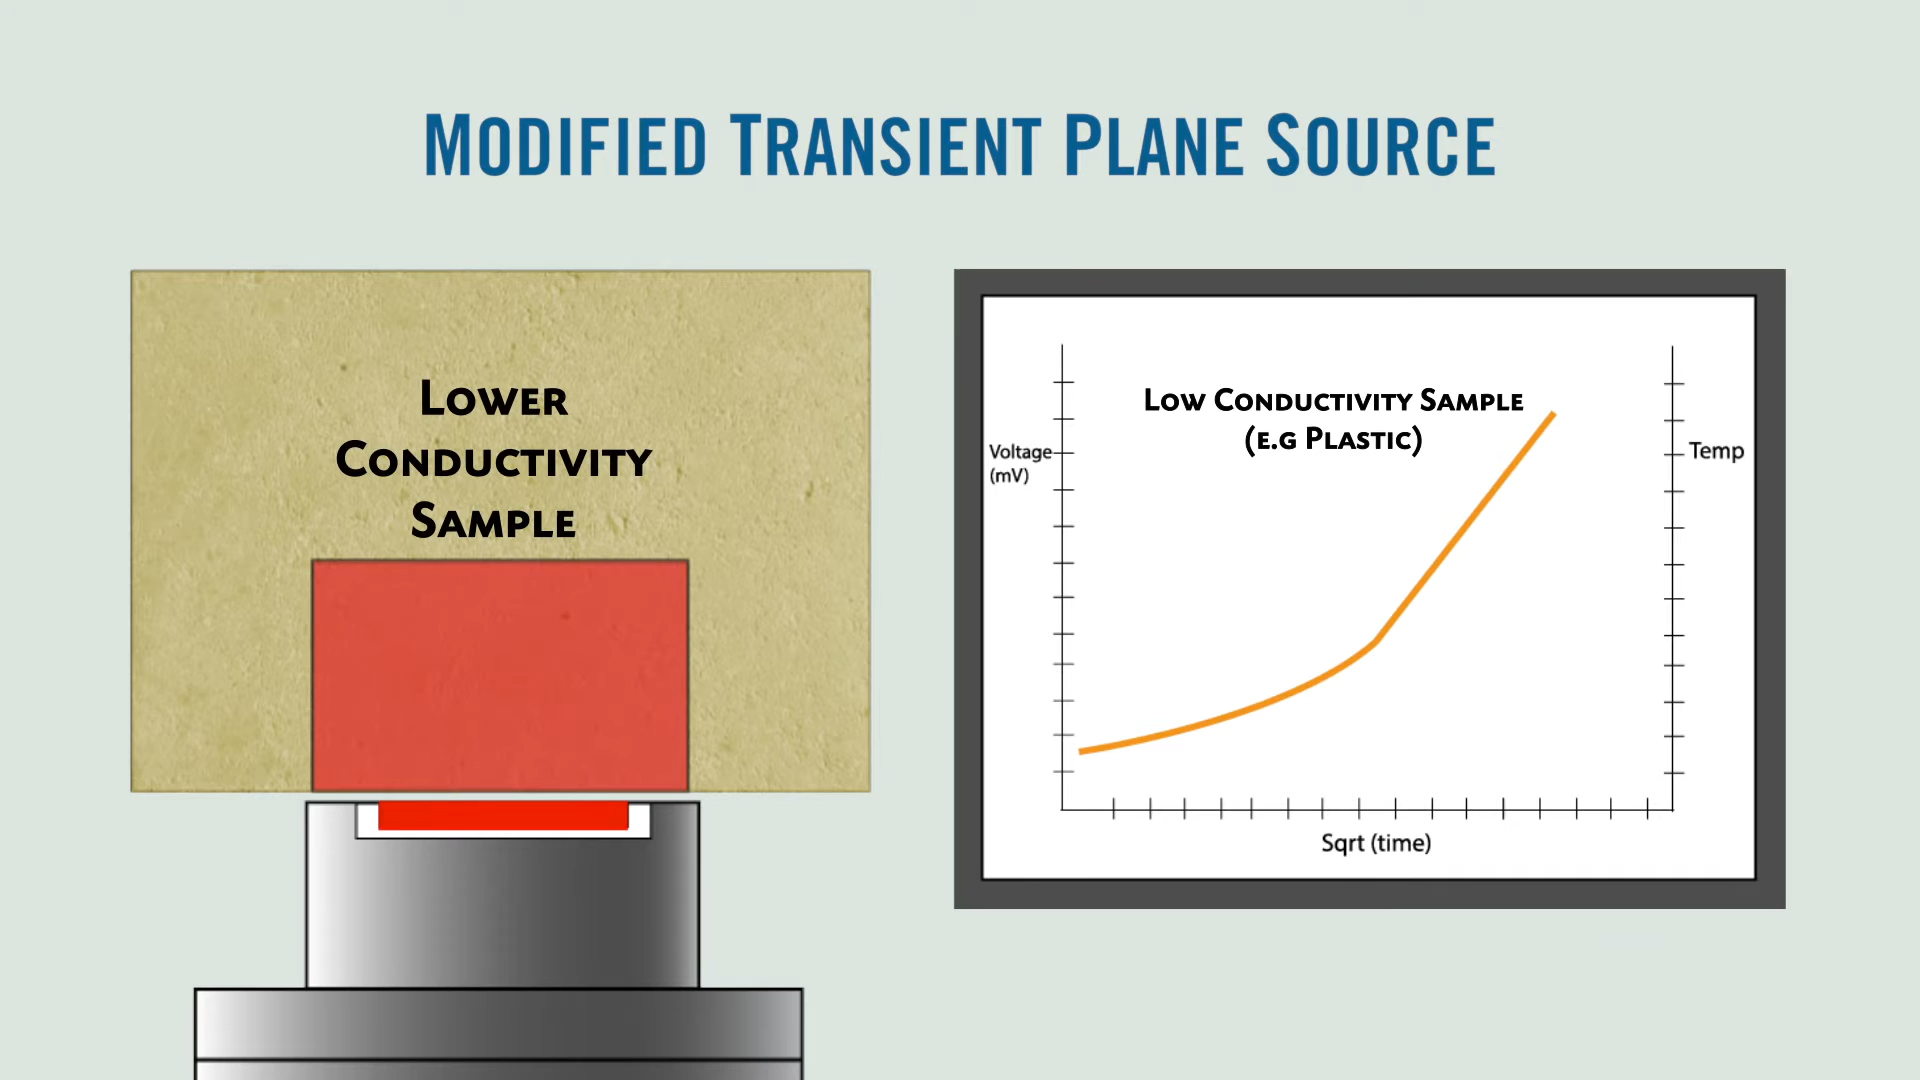 Modified Transient Plane Source
Lower
Conductivity
Sample
Low Conductivity Sample
(e.g Plastic)
Voltage
(mV)
Temp
Sqrt (time)